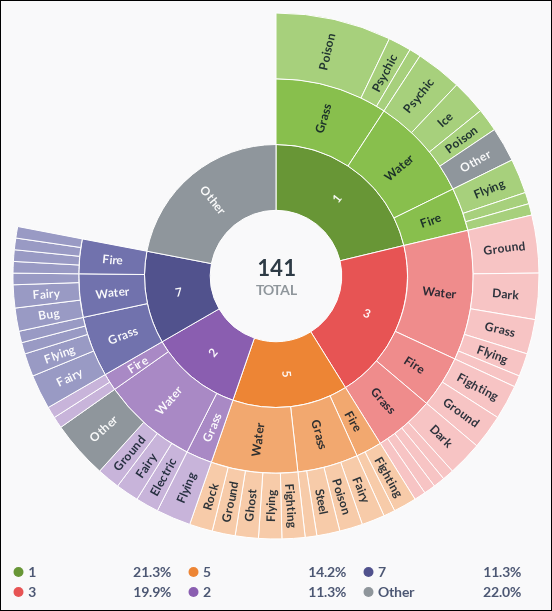 141
TOTAL
1
Grass
Poison
Psychic
Water
Psychic
Ice
Poison
Other
Fire
Flying
3
Water
Ground
Dark
Grass
Flying
Fire
Fighting
Ground
Grass
Dark
5
Fire
Fighting
Grass
Fairy
Poison
Steel
Water
Fighting
Flying
Ghost
Ground
Rock
2
Grass
Flying
Water
Electric
Fairy
Ground
Other
Fire
7
Grass
Fairy
Flying
Water
Bug
Fairy
Fire
Other
1 21.3% 5 14.2% 7 11.3%
3 19.9% 2 11.3% Other 22.0%